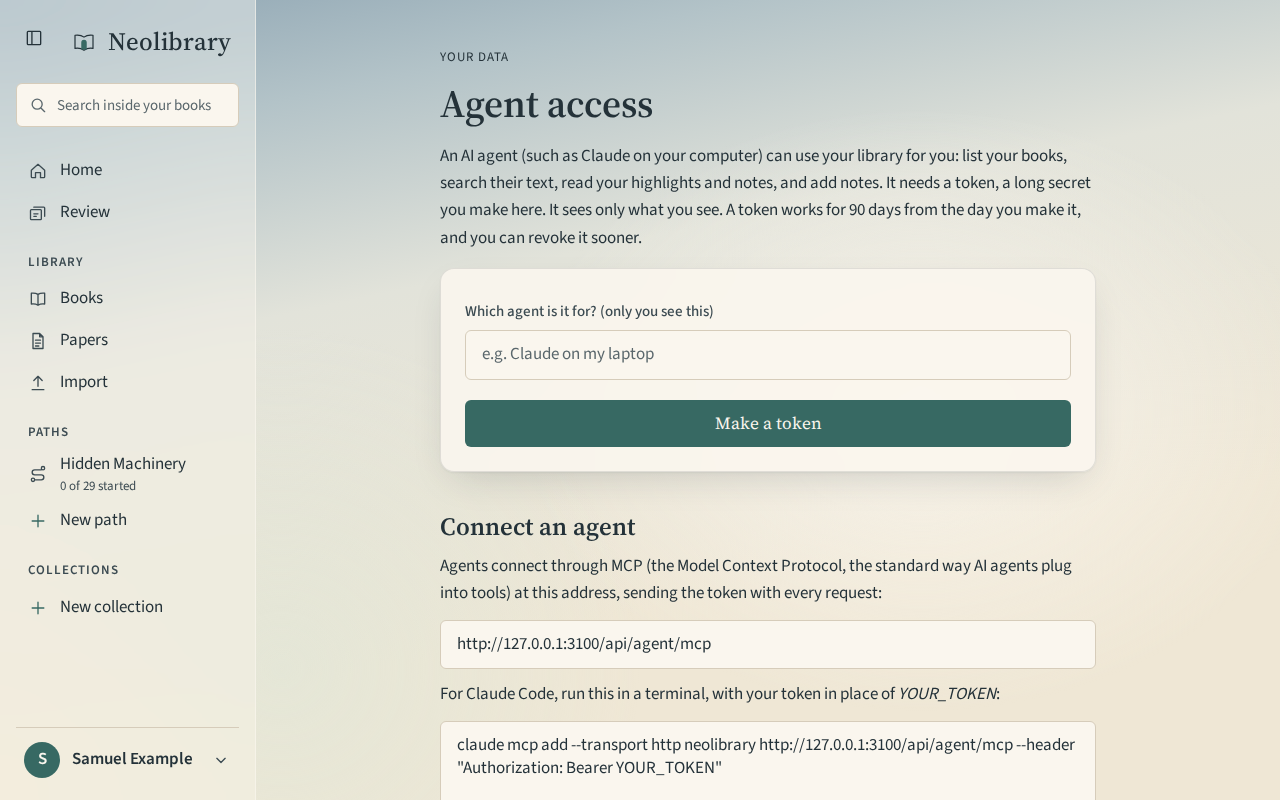 Neolibrary
Search inside your books
Home
Review
LIBRARY
Books
Papers
Import
PATHS
Hidden Machinery
0 of 29 started
New path
COLLECTIONS
New collection
S
Samuel Example
YOUR DATA
Agent access
An AI agent (such as Claude on your computer) can use your library for you: list your books,
search their text, read your highlights and notes, and add notes. It needs a token, a long secret
you make here. It sees only what you see. A token works for 90 days from the day you make it,
and you can revoke it sooner.
Which agent is it for? (only you see this)
e.g. Claude on my laptop
Make a token
Connect an agent
Agents connect through MCP (the Model Context Protocol, the standard way AI agents plug
into tools) at this address, sending the token with every request:
http://127.0.0.1:3100/api/agent/mcp
For Claude Code, run this in a terminal, with your token in place of YOUR_TOKEN:
claude mcp add --transport http neolibrary http://127.0.0.1:3100/api/agent/mcp --header
"Authorization: Bearer YOUR_TOKEN"